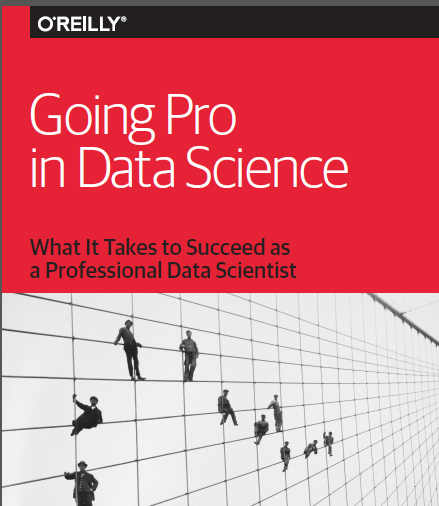 O'REILLY®
Going Pro
in Data Science
What It Takes to Succeed as
a Professional Data Scientist